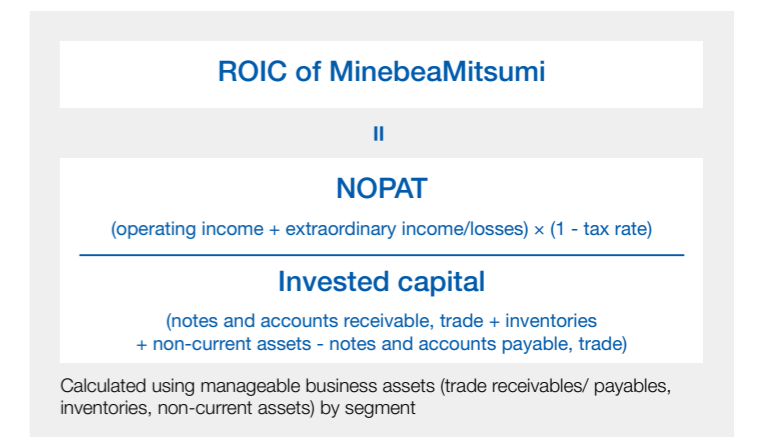 ROIC of MinebeaMitsumi
=
NOPAT
(operating income + extraordinary income/losses) × (1 - tax rate)
Invested capital
(notes and accounts receivable, trade + inventories
+ non-current assets - notes and accounts payable, trade)
Calculated using manageable business assets (trade receivables/ payables,
inventories, non-current assets) by segment